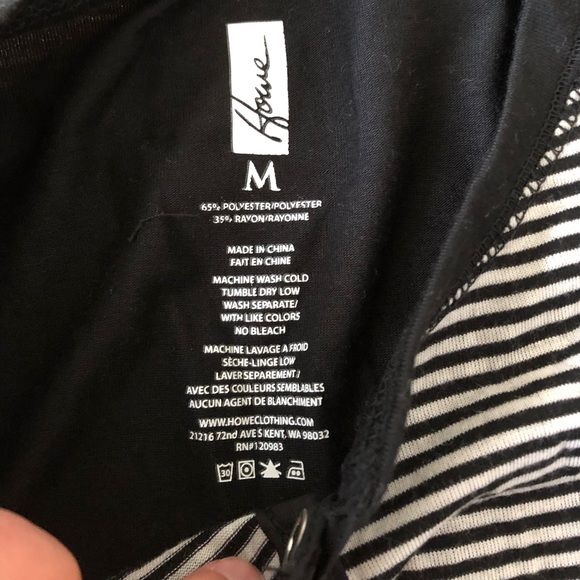 Howe
M
65% POLYESTER/POLYESTER
35% RAYON/RAYONNE
MADE IN CHINA
FAIT EN CHINE
MACHINE WASH COLD
TUMBLE DRY LOW
WASH SEPARATE/
WITH LIKE COLORS
NO BLEACH
MACHINE LAVAGE A FROID
SÈCHE-LINGE LOW
LAVER SEPAREMENT/
AVEC DES COULEURS SEMBLABLES
AUCUN AGENT DE BLANCHIMENT
WWW.HOWECLOTHING.COM
21216 72nd AVE S KENT, WA 98032
RN#120983
30